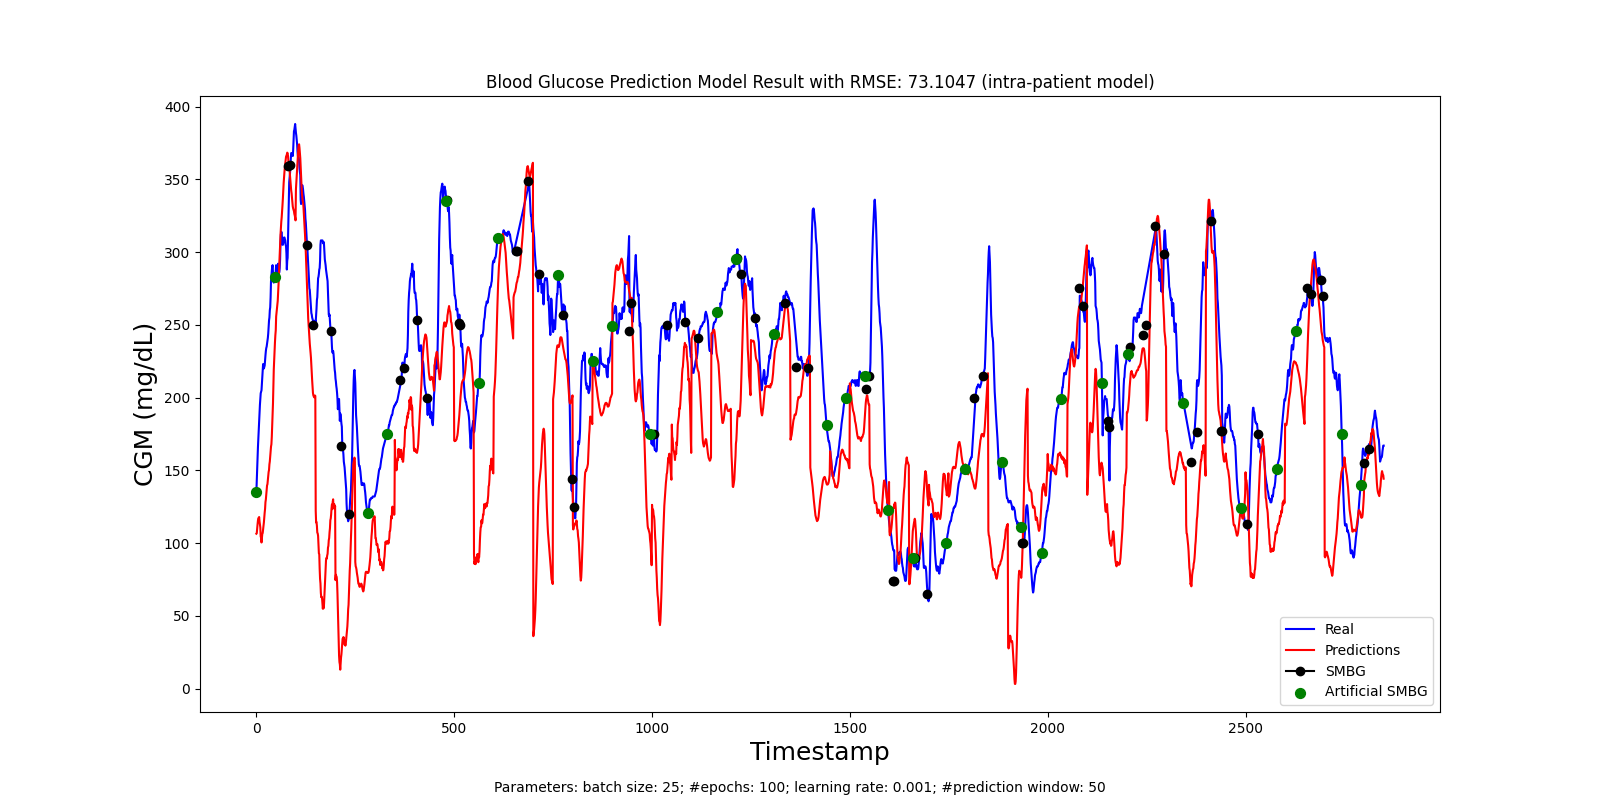 Blood Glucose Prediction Model Result with RMSE: 73.1047 (intra-patient model)
CGM (mg/dL)
400
350
300
250
200
150
100
50
0
0 500 1000 1500 2000 2500
Timestamp
Real
Predictions
SMBG
Artificial SMBG
Parameters: batch size: 25; #epochs: 100; learning rate: 0.001; #prediction window: 50